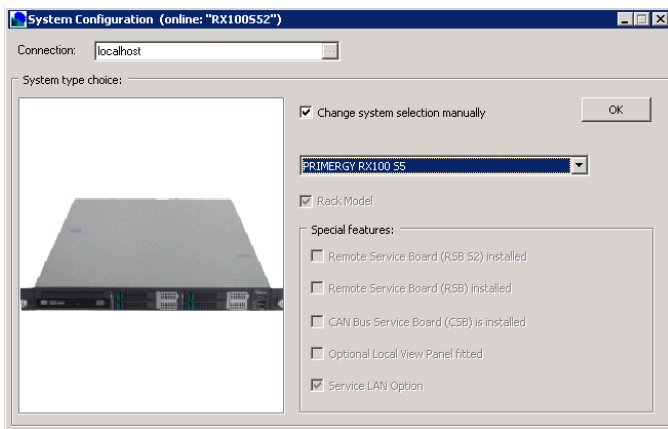 System Configuration (online: "RX100S52")
Connection: localhost ...
System type choice:
Change system selection manually
OK
PRIMERGY RX100 S5
Rack Model
Special features:
Remote Service Board (RSB S2) installed
Remote Service Board (RSB) installed
CAN Bus Service Board (CSB) is installed
Optional Local View Panel fitted
Service LAN Option